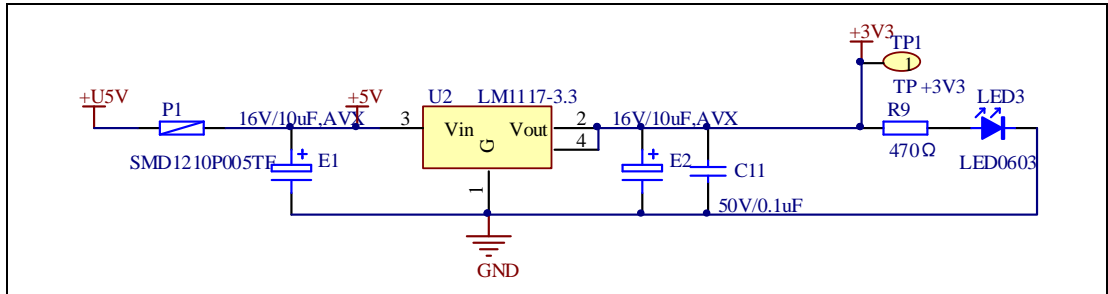 +3V3
TP1
1
TP +3V3
+U5V
P1
+5V
U2
LM1117-3.3
R9
LED3
16V/10uF,AVX
3
Vin
Vout
G
2
4
16V/10uF,AVX
SMD1210P005TF
E1
E2
C11
470Ω
LED0603
1
50V/0.1uF
GND